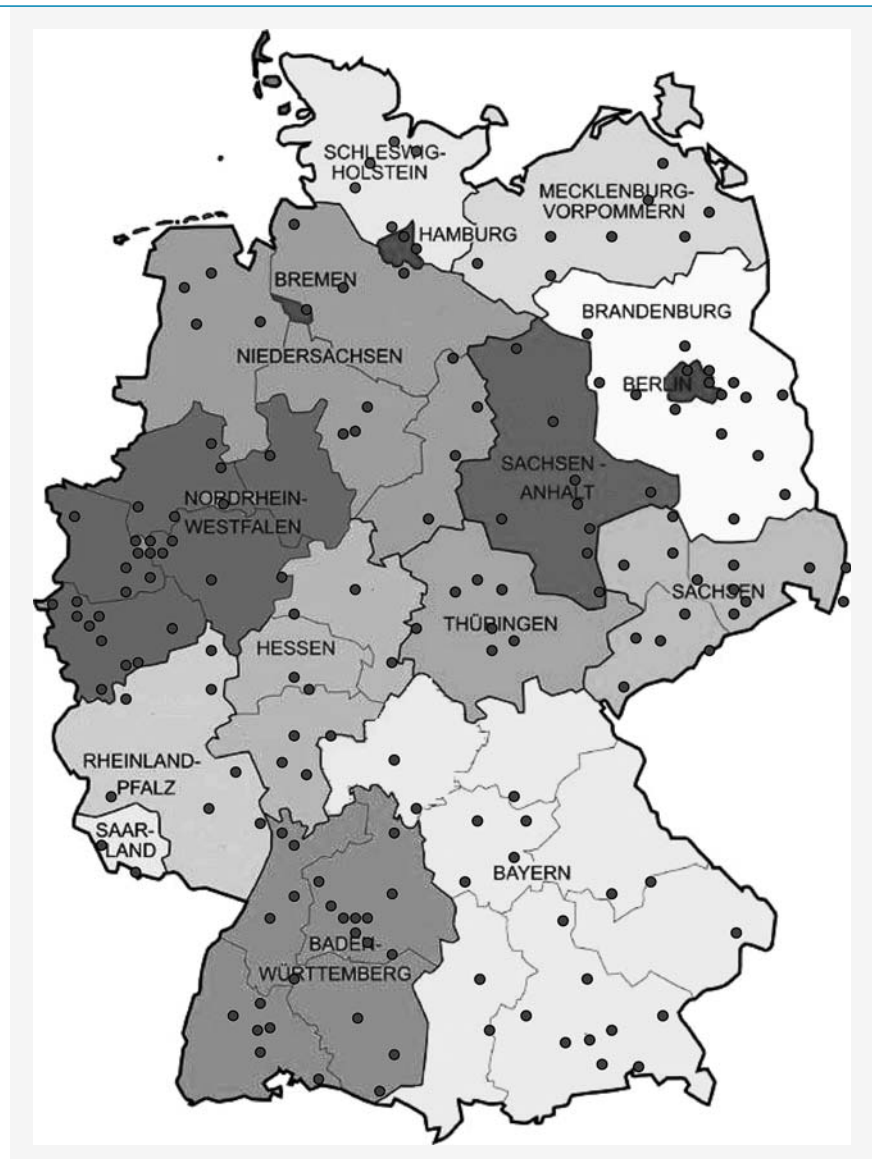 SCHLESWIG-
HOLSTEIN
MECKLENBURG-
VORPOMMERN
HAMBURG
BREMEN
BRANDENBURG
NIEDERSACHSEN
BERLIN
SACHSEN -
ANHALT
NORDRHEIN-
WESTFALEN
SACHSEN
THÜRINGEN
HESSEN
RHEINLAND-
PFALZ
SAAR-
LAND
BAYERN
BADEN-
WÜRTTEMBERG